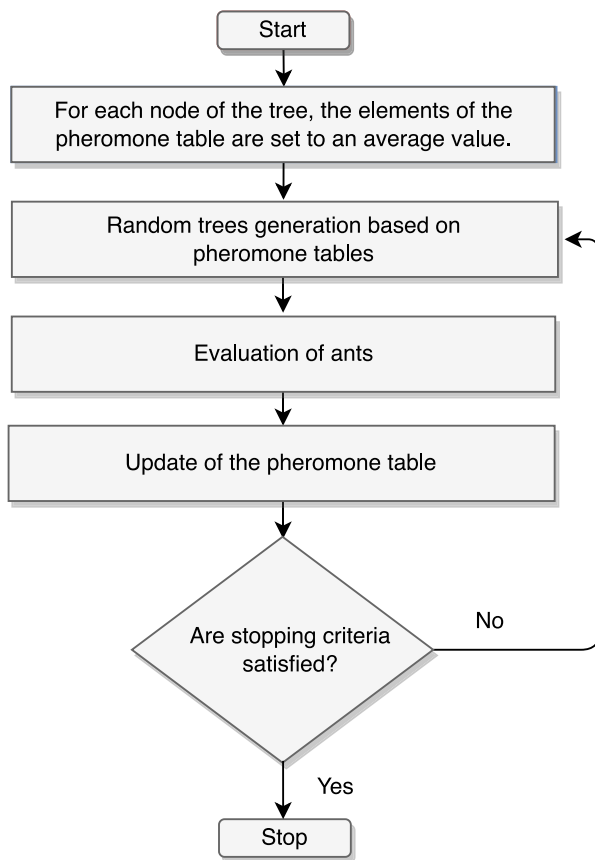 Start
For each node of the tree, the elements of the
pheromone table are set to an average value.
Random trees generation based on
pheromone tables
Evaluation of ants
Update of the pheromone table
Are stopping criteria
satisfied?
No
Yes
Stop